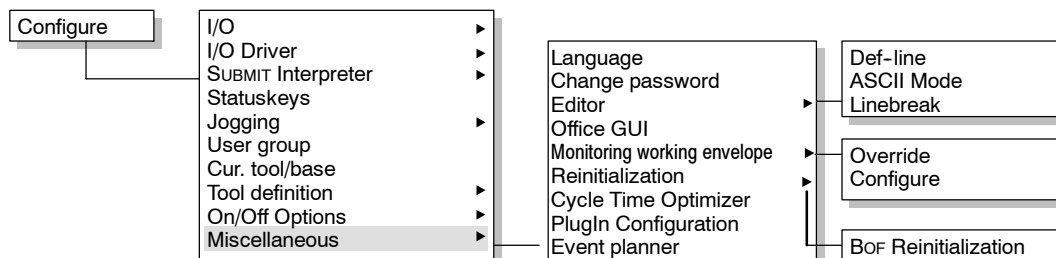 Configure
I/O
I/O Driver
SUBMIT Interpreter
Statuskeys
Jogging
User group
Cur. tool/base
Tool definition
On/Off Options
Miscellaneous
Language
Change password
Editor
Office GUI
Monitoring working envelope
Reinitialization
Cycle Time Optimizer
PlugIn Configuration
Event planner
Def-line
ASCII Mode
Linebreak
Override
Configure
BOF Reinitialization